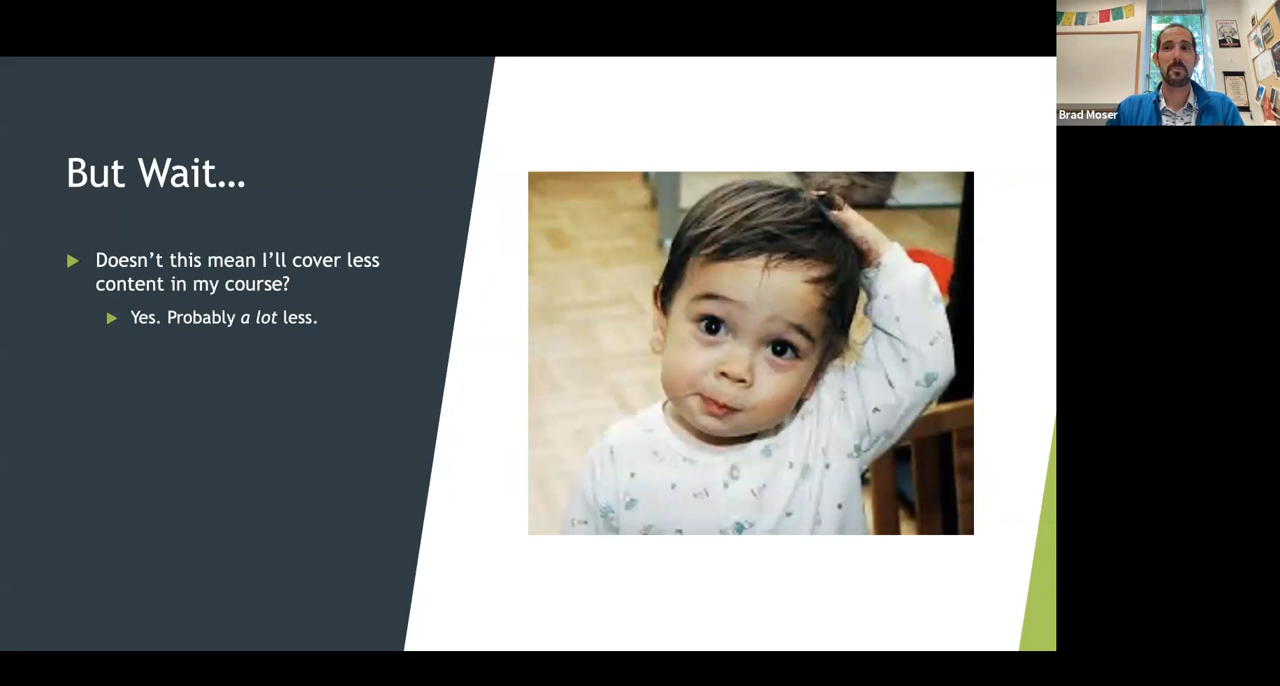 But Wait…
Doesn’t this mean I’ll cover less
content in my course?
Yes. Probably a lot less.
Brad Moser